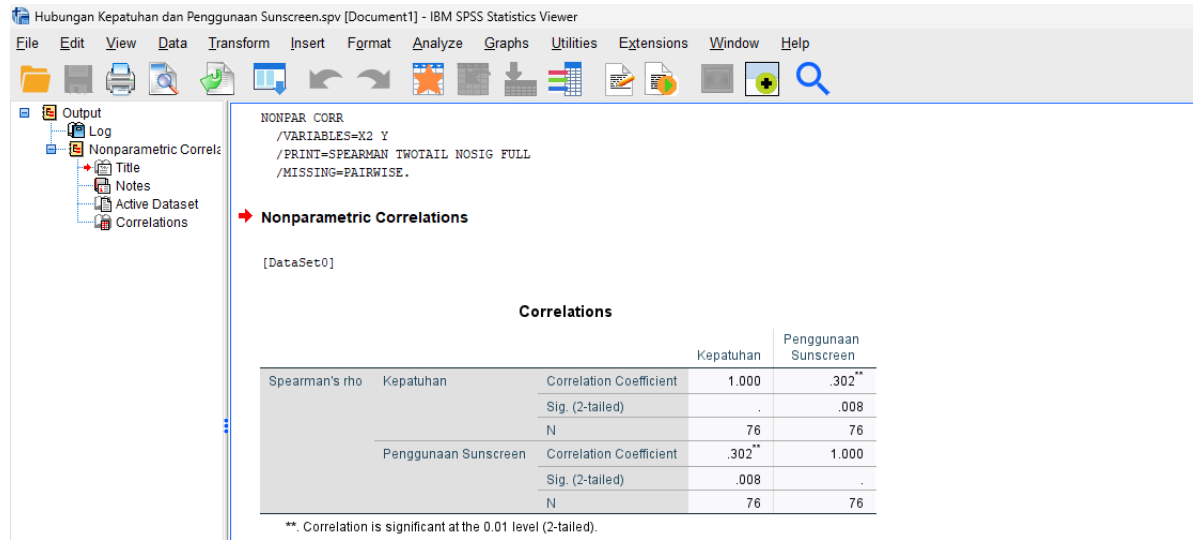 Hubungan Kepatuhan dan Penggunaan Sunscreen.spv [Document1] - IBM SPSS Statistics Viewer
File Edit View Data Transform Insert Format Analyze Graphs Utilities Extensions Window Help
Output
Log
Nonparametric Correla
Title
Notes
Active Dataset
Correlations
NONPAR CORR
/VARIABLES=X2 Y
/PRINT=SPEARMAN TWOTAIL NOSIG FULL
/MISSING=PAIRWISE.
Nonparametric Correlations
[DataSet0]
Correlations
Kepatuhan Penggunaan Sunscreen
Spearman's rho Kepatuhan Correlation Coefficient 1.000 .302**
Sig. (2-tailed) . .008
N 76 76
Penggunaan Sunscreen Correlation Coefficient .302** 1.000
Sig. (2-tailed) .008 .
N 76 76
**. Correlation is significant at the 0.01 level (2-tailed).